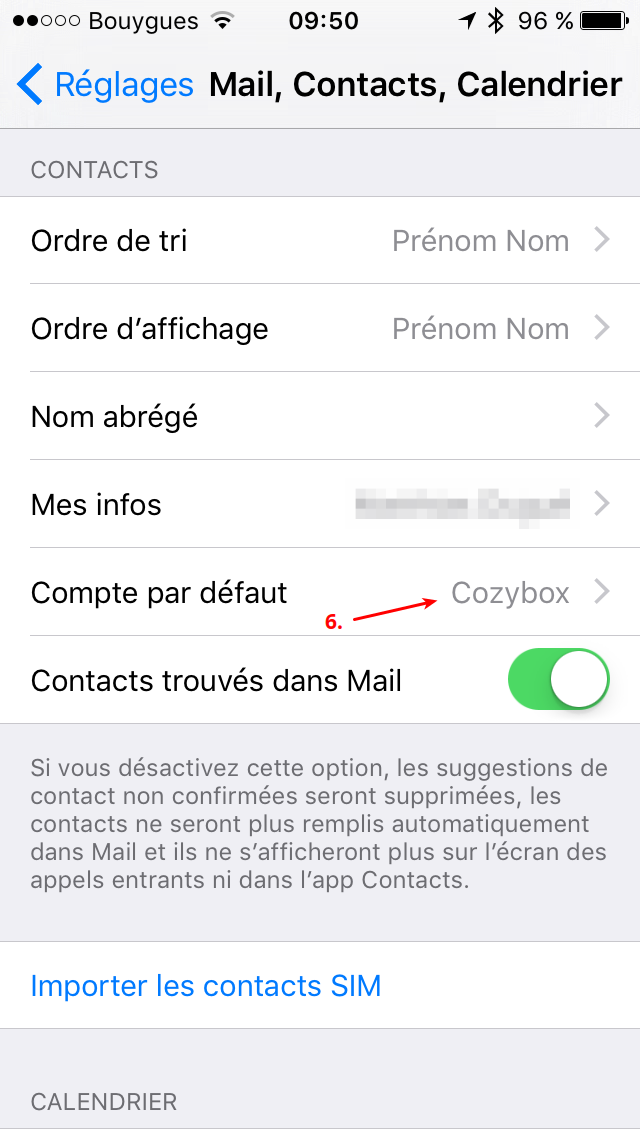 Bouygues 09:50 96 %
Réglages Mail, Contacts, Calendrier
CONTACTS
Ordre de tri Prénom Nom
Ordre d’affichage Prénom Nom
Nom abrégé
Mes infos
Compte par défaut Cozybox
6.
Contacts trouvés dans Mail
Si vous désactivez cette option, les suggestions de
contact non confirmées seront supprimées, les
contacts ne seront plus remplis automatiquement
dans Mail et ils ne s’afficheront plus sur l’écran des
appels entrants ni dans l’app Contacts.
Importer les contacts SIM
CALENDRIER